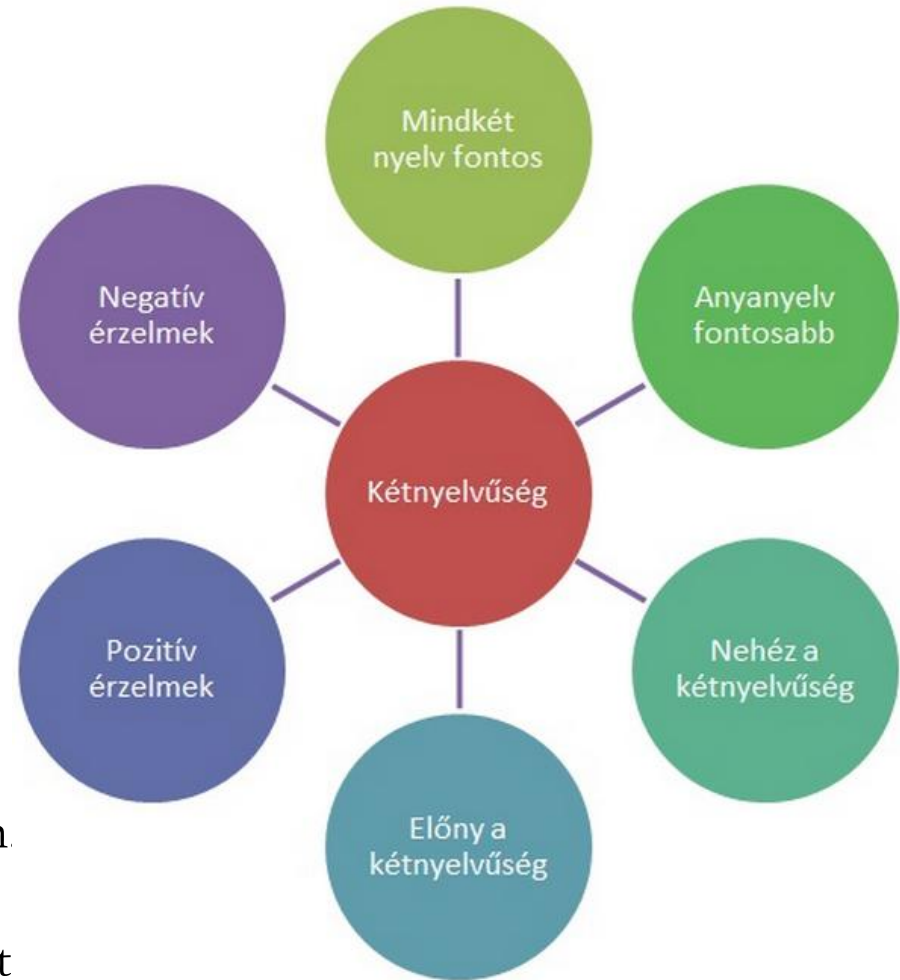 Mindkét
nyelv fontos
Anyanyelv
fontosabb
Nehéz a
kétnyelvűség
Előny a
kétnyelvűség
Pozitív
érzelmek
Negatív
érzelmek
Kétnyelvűség